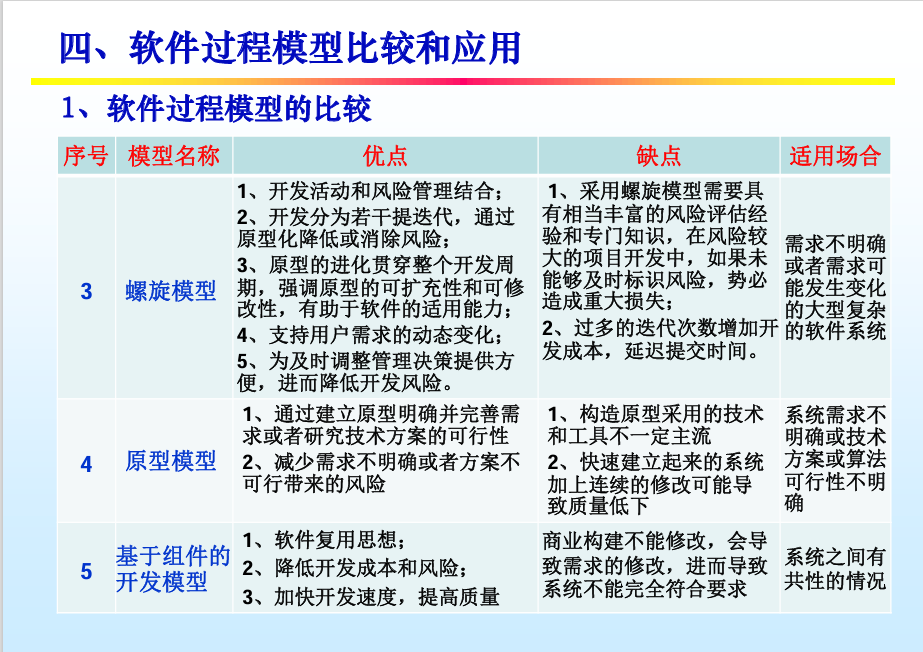 四、软件过程模型比较和应用
1、软件过程模型的比较
序号 模型名称 优点 缺点 适用场合
3
螺旋模型
1、开发活动和风险管理结合；
2、开发分为若干提迭代，通过
原型化降低或消除风险；
3、原型的进化贯穿整个开发周
期，强调原型的可扩充性和可修
改性，有助于软件的适用能力；
4、支持用户需求的动态变化；
5、为及时调整管理决策提供方
便，进而降低开发风险。
1、采用螺旋模型需要具
有相当丰富的风险评估经
验和专门知识，在风险较
大的项目开发中，如果未
能够及时标识风险，势必
造成重大损失；
2、过多的迭代次数增加开
发成本，延迟提交时间。
需求不明确
或者需求可
能发生变化
的大型复杂
的软件系统
4
原型模型
1、通过建立原型明确并完善需
求或者研究技术方案的可行性
2、减少需求不明确或者方案不
可行带来的风险
1、构造原型采用的技术
和工具不一定主流
2、快速建立起来的系统
加上连续的修改可能导
致质量低下
系统需求不
明确或技术
方案或算法
可行性不明
确
5
基于组件的
开发模型
1、软件复用思想；
2、降低开发成本和风险；
3、加快开发速度，提高质量
商业构建不能修改，会导
致需求的修改，进而导致
系统不能完全符合要求
系统之间有
共性的情况